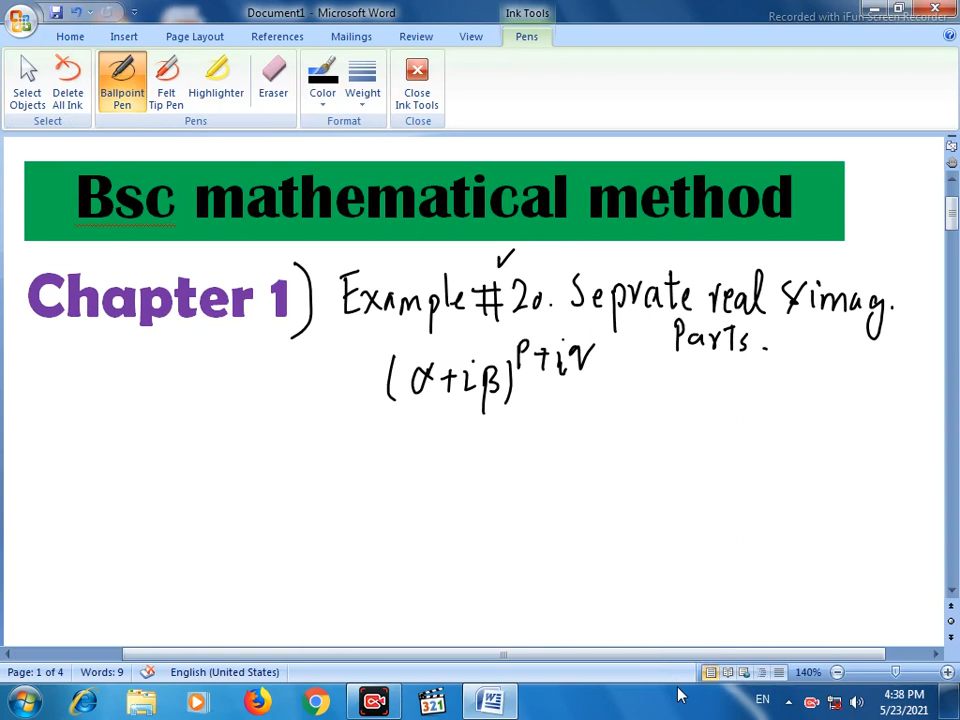 Document1 - Microsoft Word
Ink Tools
Recorded with iFun Screen Recorder
Home Insert Page Layout References Mailings Review View Pens
Select Objects
Delete All Ink
Ballpoint Pen
Felt Tip Pen
Highlighter
Eraser
Color
Weight
Close Ink Tools
Select Pens Format Close
Bsc mathematical method
Chapter 1) Example #20. Seprate real & imag.
Parts.
(α+iβ)^p+iq
Page: 1 of 4 Words: 9 English (United States) 140%
321
EN
4:38 PM
5/23/2021